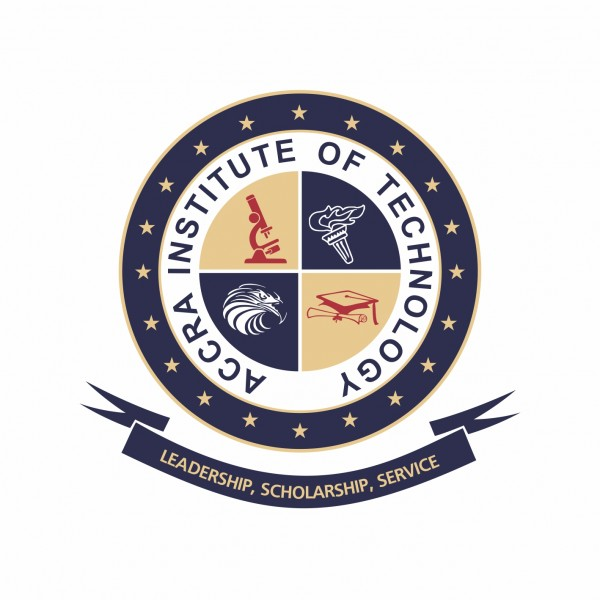 ACCRA INSTITUTE OF TECHNOLOGY
LEADERSHIP, SCHOLARSHIP, SERVICE